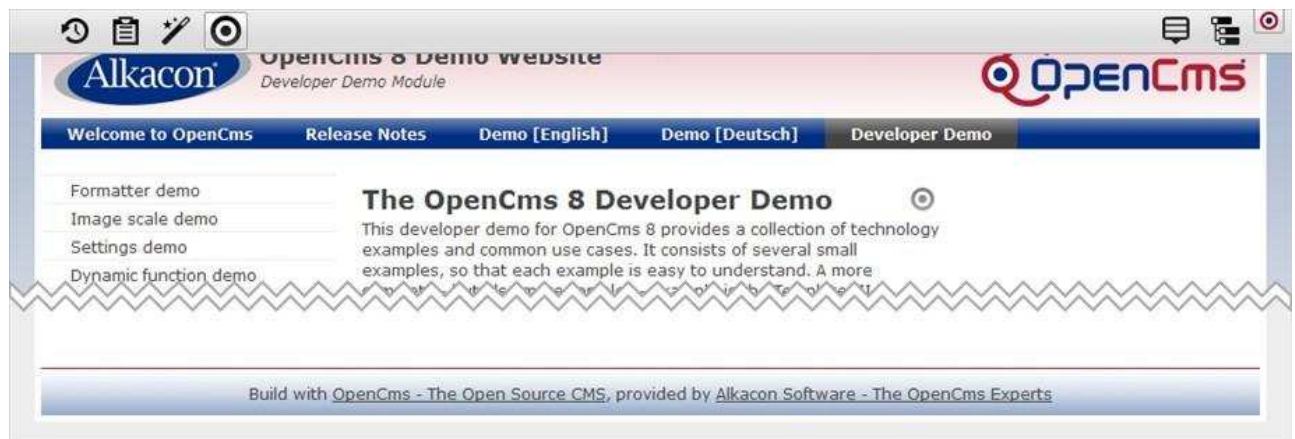 OpenCms 8 Demo Website
Alkacon
Developer Demo Module
OpenCms
Welcome to OpenCms Release Notes Demo [English] Demo [Deutsch] Developer Demo
Formatter demo
Image scale demo
Settings demo
Dynamic function demo
The OpenCms 8 Developer Demo
This developer demo for OpenCms 8 provides a collection of technology
examples and common use cases. It consists of several small
examples, so that each example is easy to understand. A more
Build with OpenCms - The Open Source CMS, provided by Alkacon Software - The OpenCms Experts